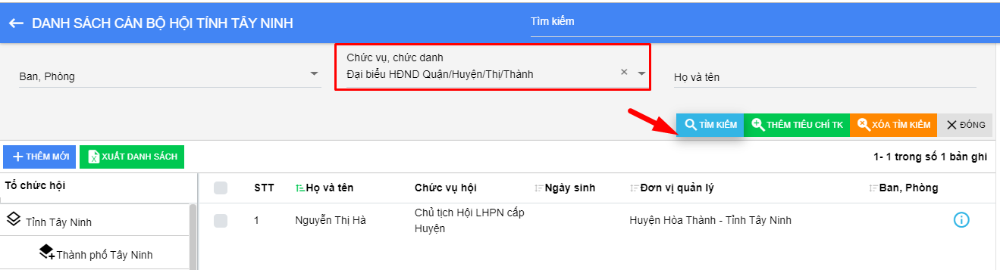 DANH SÁCH CÁN BỘ HỘI TỈNH TÂY NINH
Tìm kiếm
Ban, Phòng
Chức vụ, chức danh
Đại biểu HĐND Quận/Huyện/Thị/Thành
Họ và tên
TÌM KIẾM
THÊM TIÊU CHÍ TK
XÓA TÌM KIẾM
ĐÓNG
THÊM MỚI
XUẤT DANH SÁCH
1- 1 trong số 1 bản ghi
Tổ chức hội
STT Họ và tên Chức vụ hội Ngày sinh Đơn vị quản lý Ban, Phòng
Tỉnh Tây Ninh
Thành phố Tây Ninh
1 Nguyễn Thị Hà Chủ tịch Hội LHPN cấp Huyện Huyện Hòa Thành - Tỉnh Tây Ninh